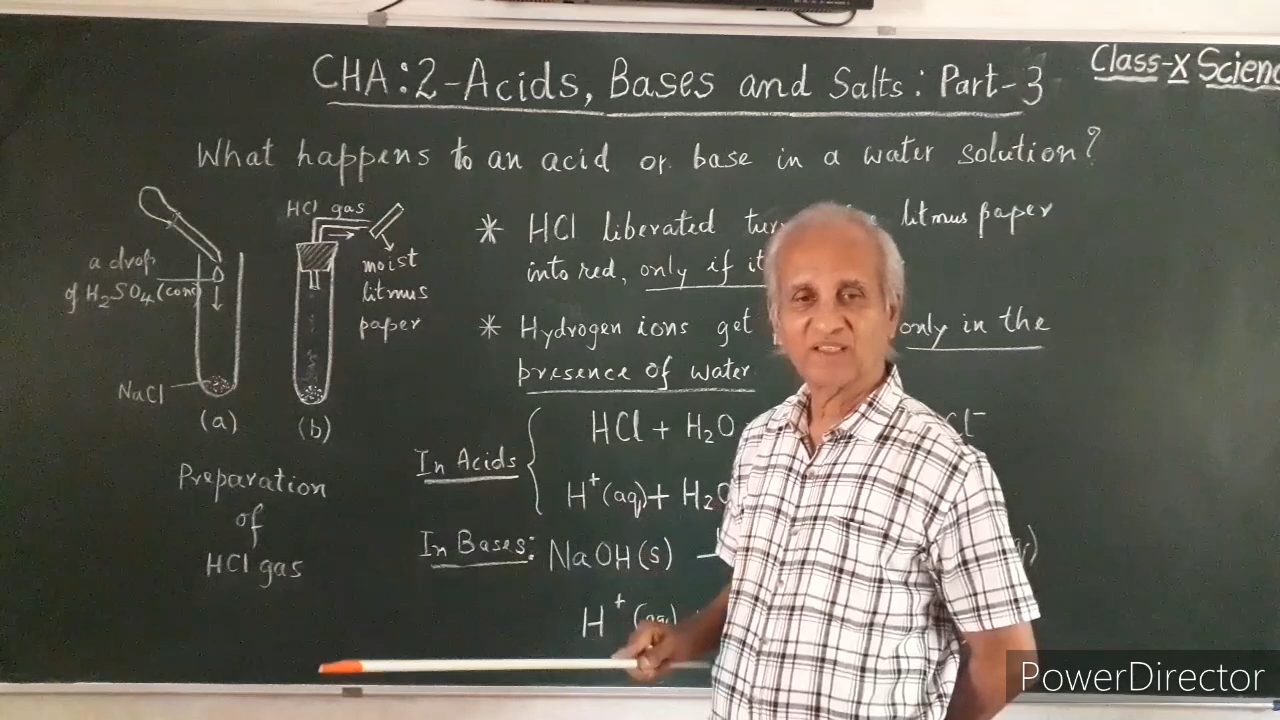 CHA:2-Acids, Bases and Salts: Part-3
Class-X Scienc
What happens to an acid or base in a water solution?
HCl gas
a drop
of H₂SO₄(conc)
moist
litmus
paper
NaCl
(a)
(b)
Preparation
of
HCl gas
* HCl liberated litmus paper
into red, only if it
* Hydrogen ions get only in the
presence of water
In Acids
HCl + H₂O Cl⁻
H⁺(aq) + H₂O
In Bases: NaOH(s)
H⁺(aq)
PowerDirector